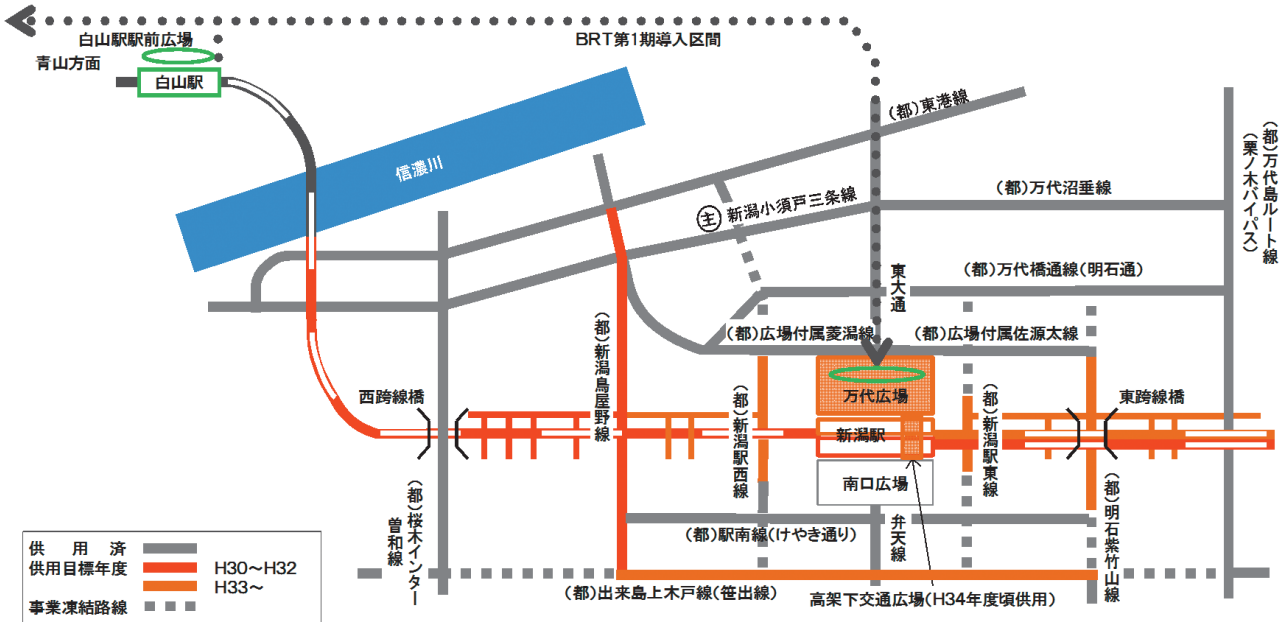 BRT第1期導入区間
白山駅駅前広場
青山方面
白山駅
信濃川
(都)東港線
(都)万代島ルート線
(栗ノ木バイパス)
(都)万代沼垂線
主 新潟小須戸三条線
(都)万代橋通線(明石通)
東大通
(都)広場付属菱潟線
(都)広場付属佐源太線
(都)新潟鳥屋野線
西跨線橋
東跨線橋
万代広場
(都)新潟駅西線
(都)新潟駅東線
新潟駅
南口広場
(都)桜木インター
曽和線
(都)駅南線(けやき通り)
弁天線
(都)明石紫竹山線
(都)出来島上木戸線(笹出線)
高架下交通広場(H34年度頃供用)
供用済
供用目標年度 H30~H32
H33~
事業凍結路線